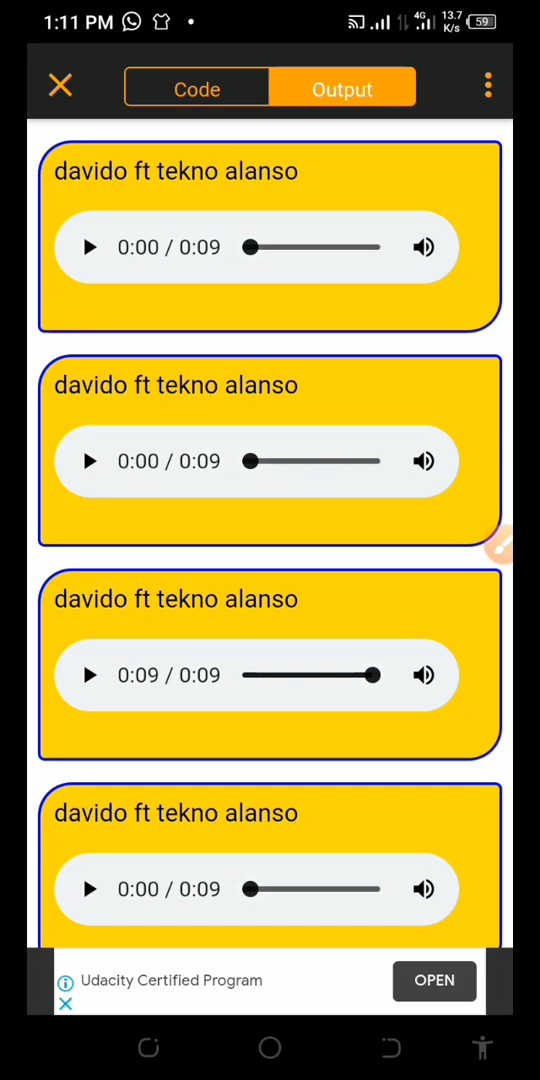 1:11 PM 4G 13.7 K/s 59
Code Output
davido ft tekno alanso
0:00 / 0:09
davido ft tekno alanso
0:00 / 0:09
davido ft tekno alanso
0:09 / 0:09
davido ft tekno alanso
0:00 / 0:09
Udacity Certified Program OPEN